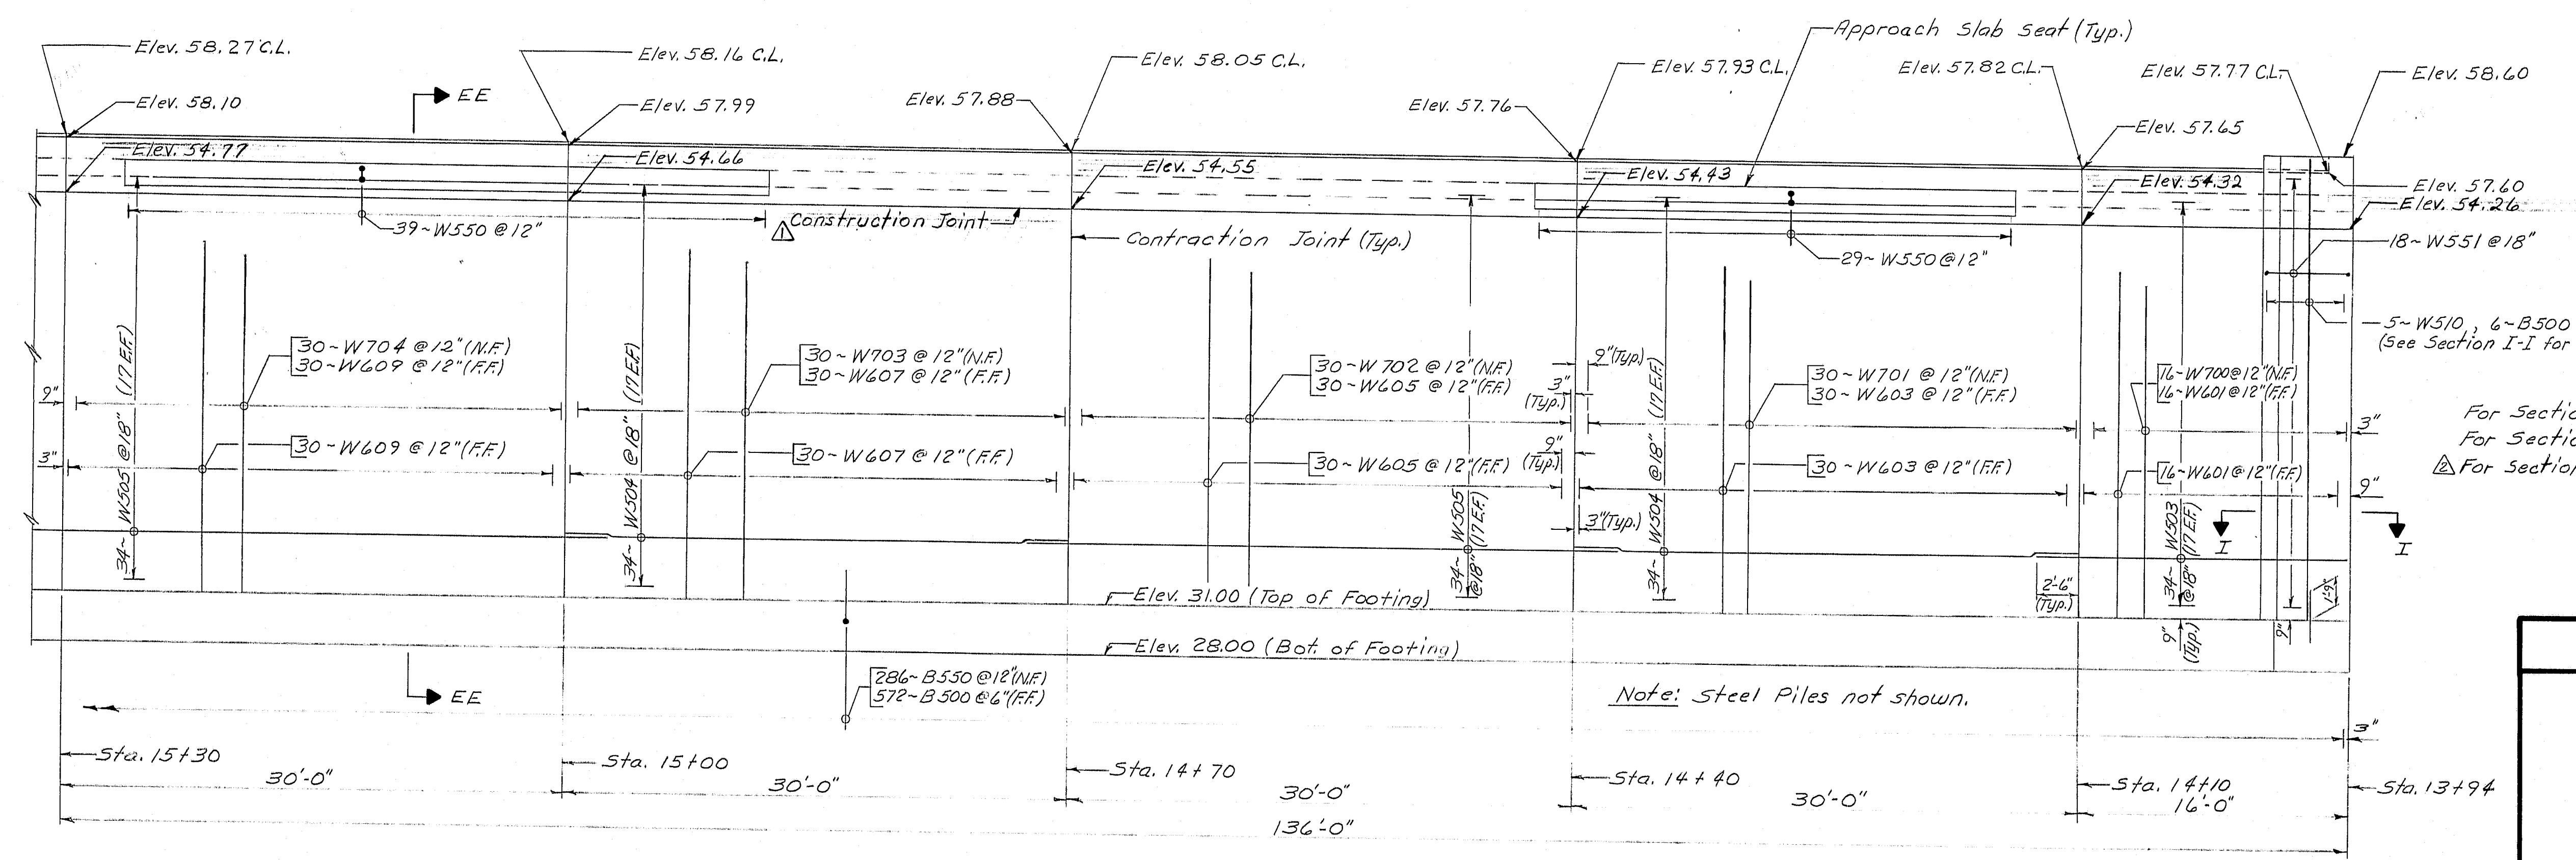 Approach Slab Seat (Typ.)
Elev. 58.27 C.L.
Elev. 58.16 C.L.
Elev. 58.05 C.L.
Elev. 57.93 C.L.
Elev. 57.82 C.L.
Elev. 57.77 C.L.
Elev. 58.60
Elev. 58.10
EE
Elev. 57.99
Elev. 57.88
Elev. 57.76
Elev. 57.65
Elev. 54.77
Elev. 54.66
Elev. 54.55
Elev. 54.43
Elev. 54.32
Elev. 57.60
Elev. 54.26
39~W550 @ 12"
1 Construction Joint
Contraction Joint (Typ.)
29~W550 @ 12"
18~W551 @ 18"
5~W510, 6~B500
(See Section I-I for
30~W704 @ 12" (N.F.)
30~W609 @ 12" (F.F.)
30~W703 @ 12" (N.F.)
30~W607 @ 12" (F.F.)
30~W702 @ 12" (N.F.)
30~W605 @ 12" (F.F.)
9" (Typ.)
3"
(Typ.)
30~W701 @ 12" (N.F.)
30~W603 @ 12" (F.F.)
16~W700 @ 12" (N.F.)
16~W601 @ 12" (F.F.)
9"
3"
For Sectio
For Sectio
2 For Section
3"
30~W609 @ 12" (F.F.)
30~W607 @ 12" (F.F.)
30~W605 @ 12" (F.F.)
9"
(Typ.)
30~W603 @ 12" (F.F.)
16~W601 @ 12" (F.F.)
9"
34~W505 @ 18" (17 E.F.)
34~W504 @ 18" (17 E.F.)
34~W505
@ 18" (17 E.F.)
3" (Typ.)
34~W504 @ 18" (17 E.F.)
34~W503
@ 18" (17 E.F.)
I
I
2'-6"
(Typ.)
1'-9"
Elev. 31.00 (Top of Footing)
9"
(Typ.)
9"
Elev. 28.00 (Bot. of Footing)
EE
286~B550 @ 12" (N.F.)
572~B500 @ 6" (F.F.)
Note: Steel Piles not shown.
3"
Sta. 15+30
Sta. 15+00
Sta. 14+70
Sta. 14+40
Sta. 14+10
Sta. 13+94
30'-0"
30'-0"
30'-0"
30'-0"
16'-0"
136'-0"